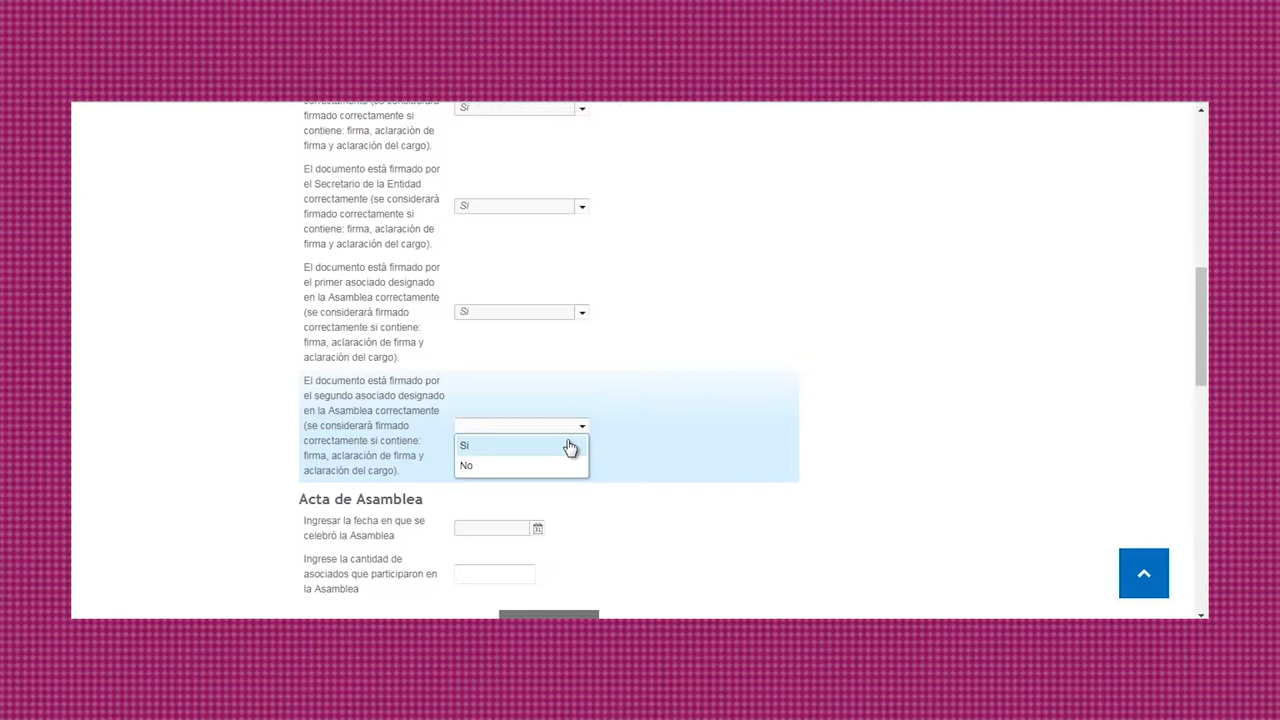 correctamente (se considerará
firmado correctamente si
contiene: firma, aclaración de
firma y aclaración del cargo).
Si
El documento está firmado por
el Secretario de la Entidad
correctamente (se considerará
firmado correctamente si
contiene: firma, aclaración de
firma y aclaración del cargo).
Si
El documento está firmado por
el primer asociado designado
en la Asamblea correctamente
(se considerará firmado
correctamente si contiene:
firma, aclaración de firma y
aclaración del cargo).
Si
El documento está firmado por
el segundo asociado designado
en la Asamblea correctamente
(se considerará firmado
correctamente si contiene:
firma, aclaración de firma y
aclaración del cargo).
Si
No
Acta de Asamblea
Ingresar la fecha en que se
celebró la Asamblea
31
Ingrese la cantidad de
asociados que participaron en
la Asamblea